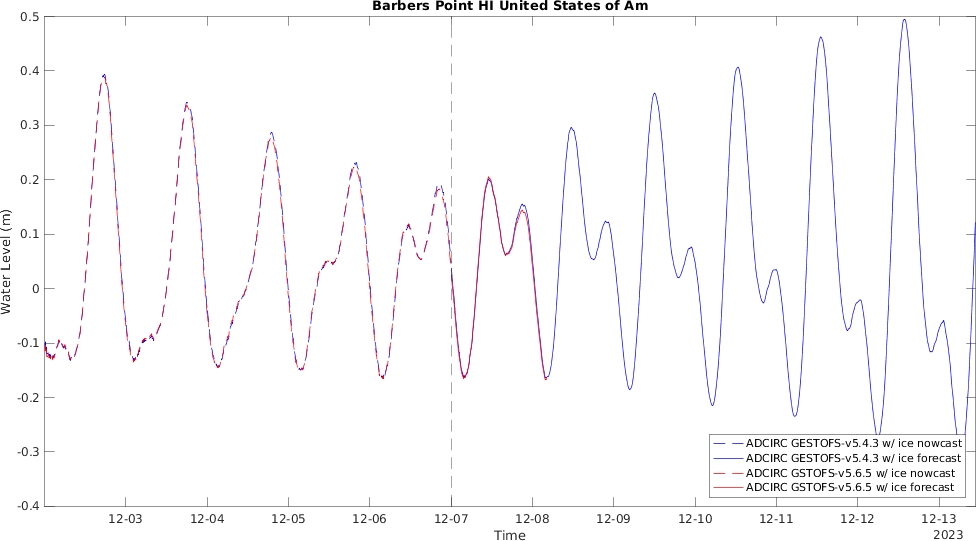 Barbers Point HI United States of Am
0.5
0.4
0.3
0.2
0.1
0
-0.1
-0.2
-0.3
-0.4
Water Level (m)
ADCIRC GESTOFS-v5.4.3 w/ ice nowcast
ADCIRC GESTOFS-v5.4.3 w/ ice forecast
ADCIRC GSTOFS-v5.6.5 w/ ice nowcast
ADCIRC GSTOFS-v5.6.5 w/ ice forecast
12-03 12-04 12-05 12-06 12-07 12-08 12-09 12-10 12-11 12-12 12-13
Time
2023